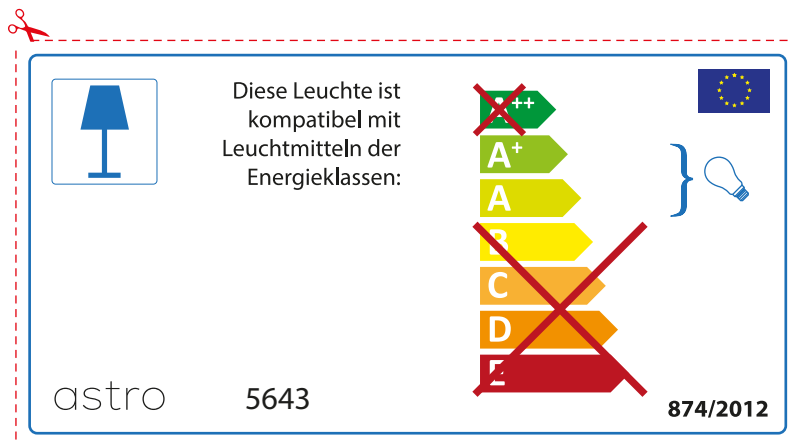 Diese Leuchte ist
kompatibel mit
Leuchtmitteln der
Energieklassen:
A++
A+
A
B
C
D
E
astro
5643
874/2012